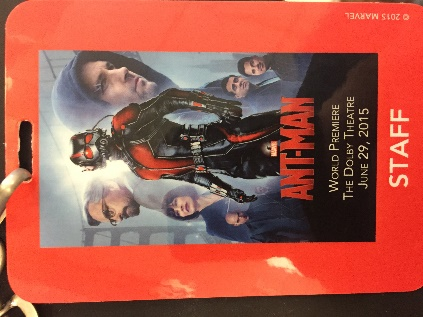 © 2015 MARVEL
MARVEL
ANT-MAN
WORLD PREMIERE
THE DOLBY THEATRE
JUNE 29, 2015
STAFF